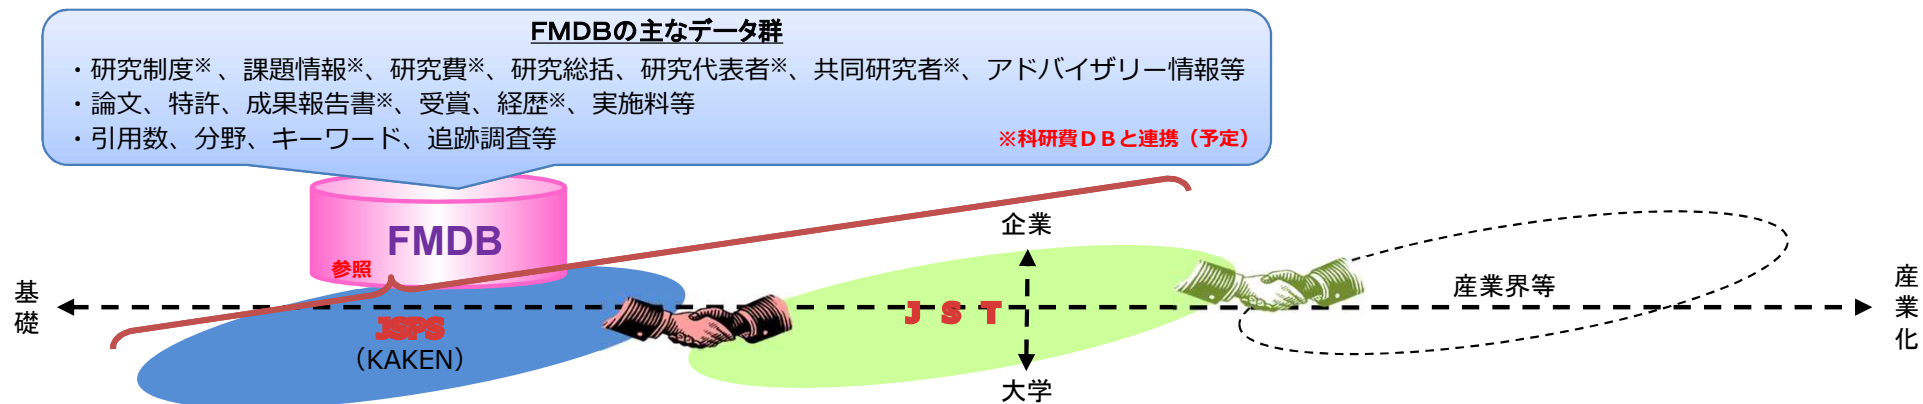 FMDBの主なデータ群
・研究制度※、課題情報※、研究費※、研究総括、研究代表者※、共同研究者※、アドバイザリー情報等
・論文、特許、成果報告書※、受賞、経歴※、実施料等
・引用数、分野、キーワード、追跡調査等
※科研費DBと連携（予定）
FMDB
参照
企業
基礎
産業界等
産業化
JSPS
（KAKEN）
JST
大学